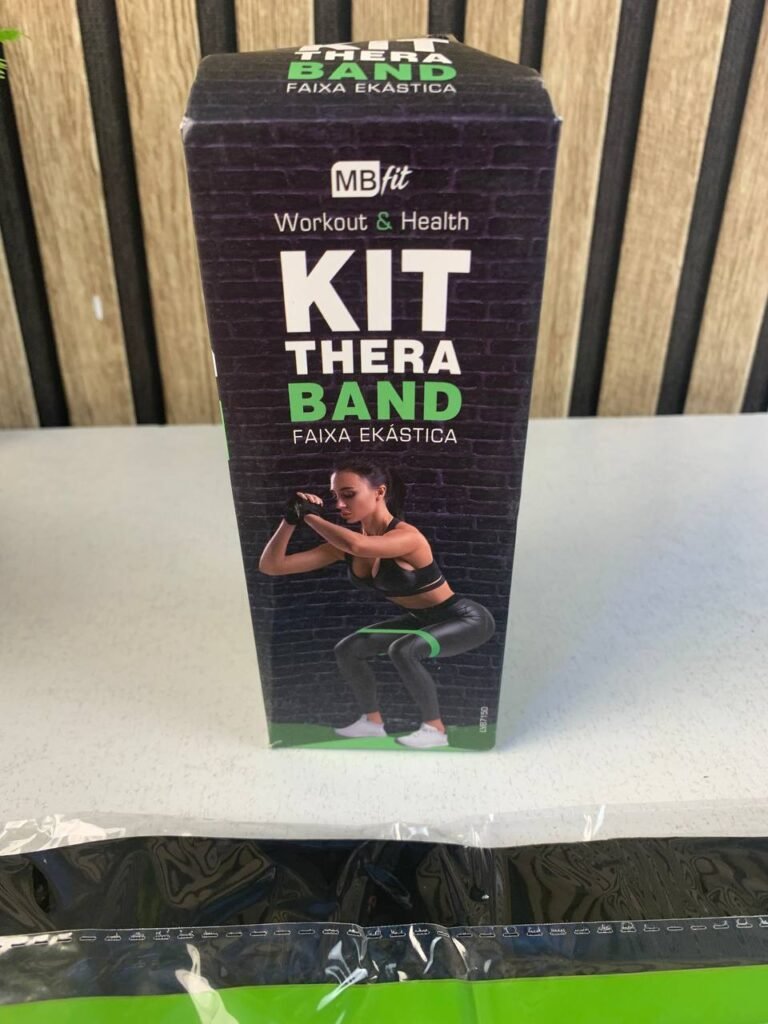 KIT
THERA
BAND
FAIXA EKÁSTICA
MBfit
Workout & Health
KIT
THERA
BAND
FAIXA EKÁSTICA